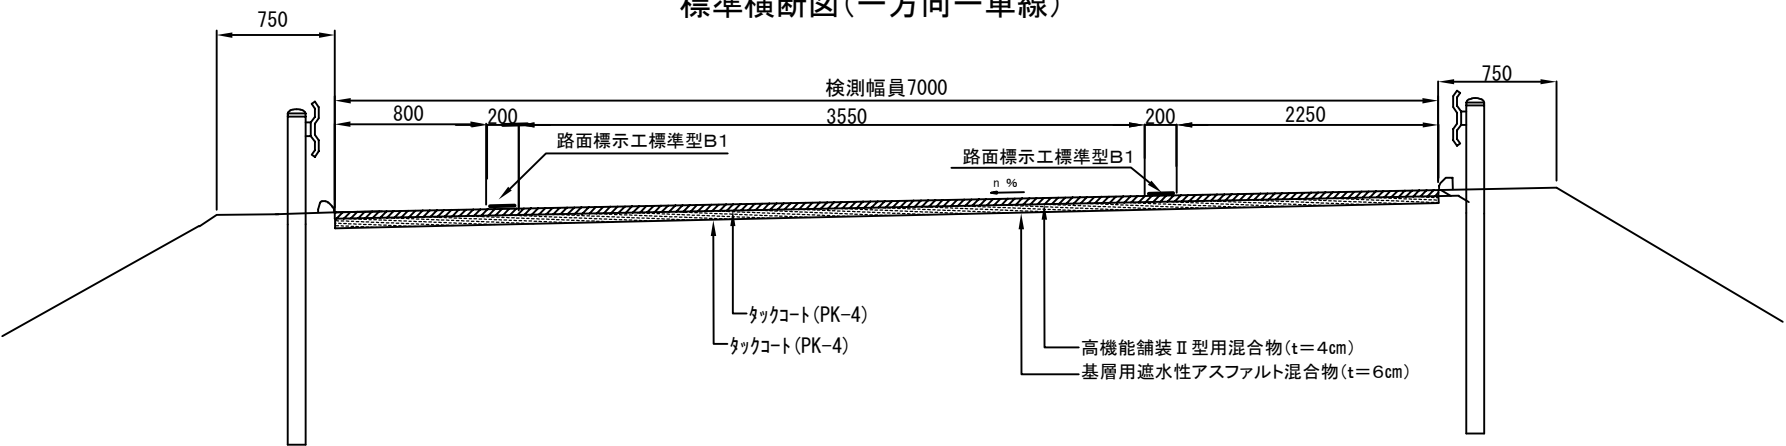 標準横断図(一方向一車線)
750
検測幅員7000
750
800
200
3550
200
2250
路面標示工標準型B1
路面標示工標準型B1
n %
タックコート(PK-4)
タックコート(PK-4)
高機能舗装Ⅱ型用混合物(t=4cm)
基層用遮水性アスファルト混合物(t=6cm)